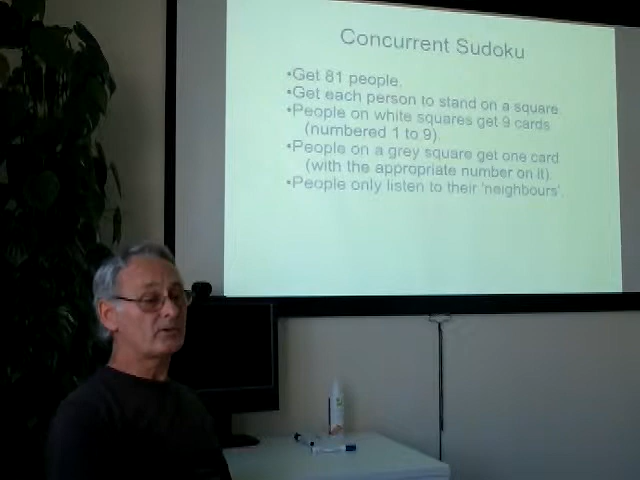 Concurrent Sudoku
•Get 81 people.
•Get each person to stand on a square
•People on white squares get 9 cards
(numbered 1 to 9).
•People on a grey square get one card
(with the appropriate number on it)
•People only listen to their 'neighbours'.